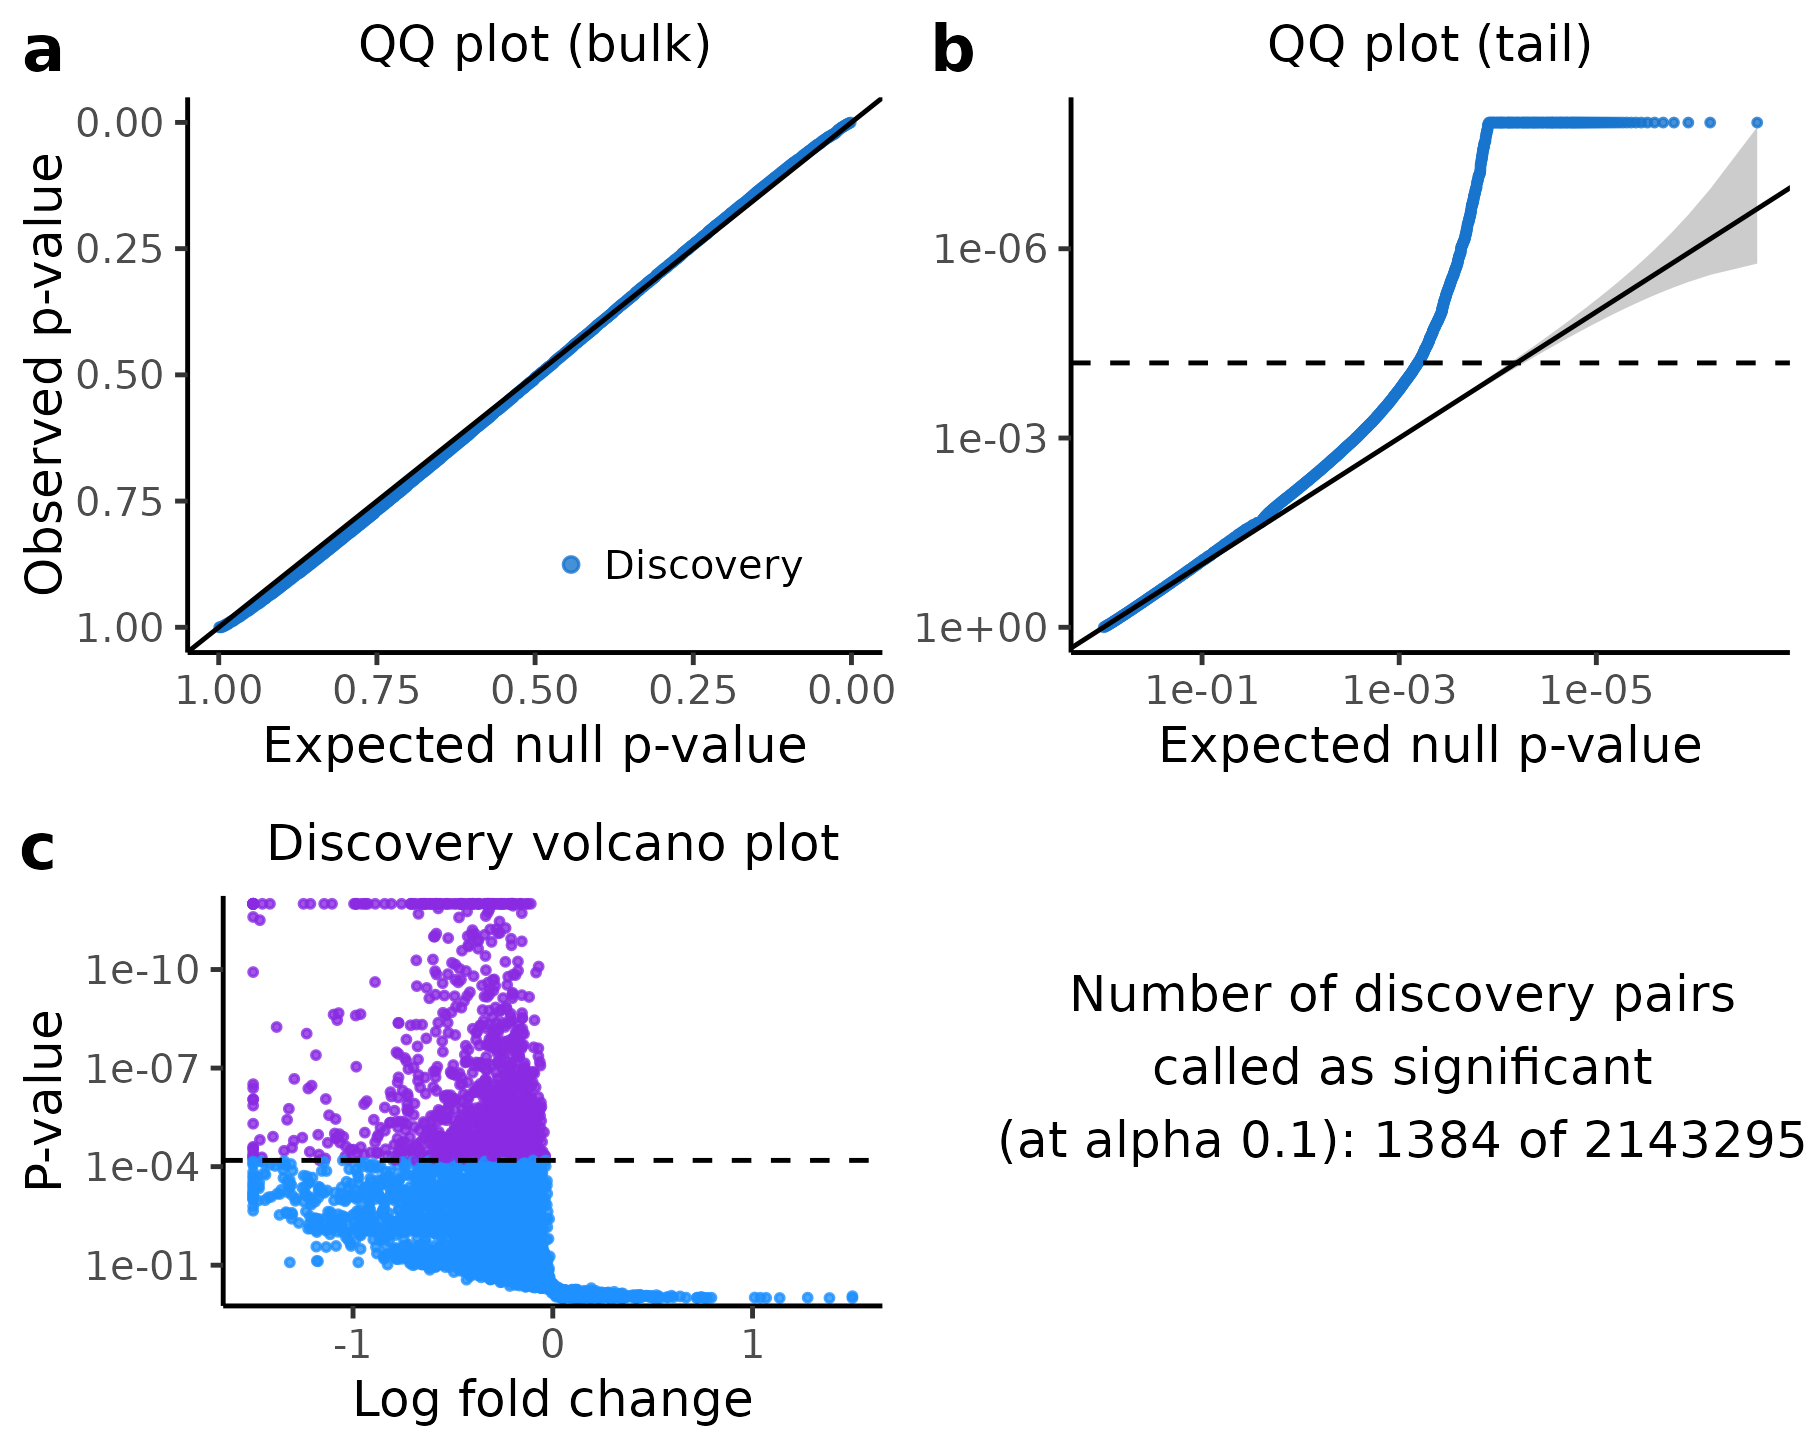 a
QQ plot (bulk)
Observed p-value
0.00
0.25
0.50
0.75
1.00
Discovery
1.00 0.75 0.50 0.25 0.00
Expected null p-value
b
QQ plot (tail)
1e-06
1e-03
1e+00
1e-01 1e-03 1e-05
Expected null p-value
c
Discovery volcano plot
P-value
1e-10
1e-07
1e-04
1e-01
-1 0 1
Log fold change
Number of discovery pairs
called as significant
(at alpha 0.1): 1384 of 2143295